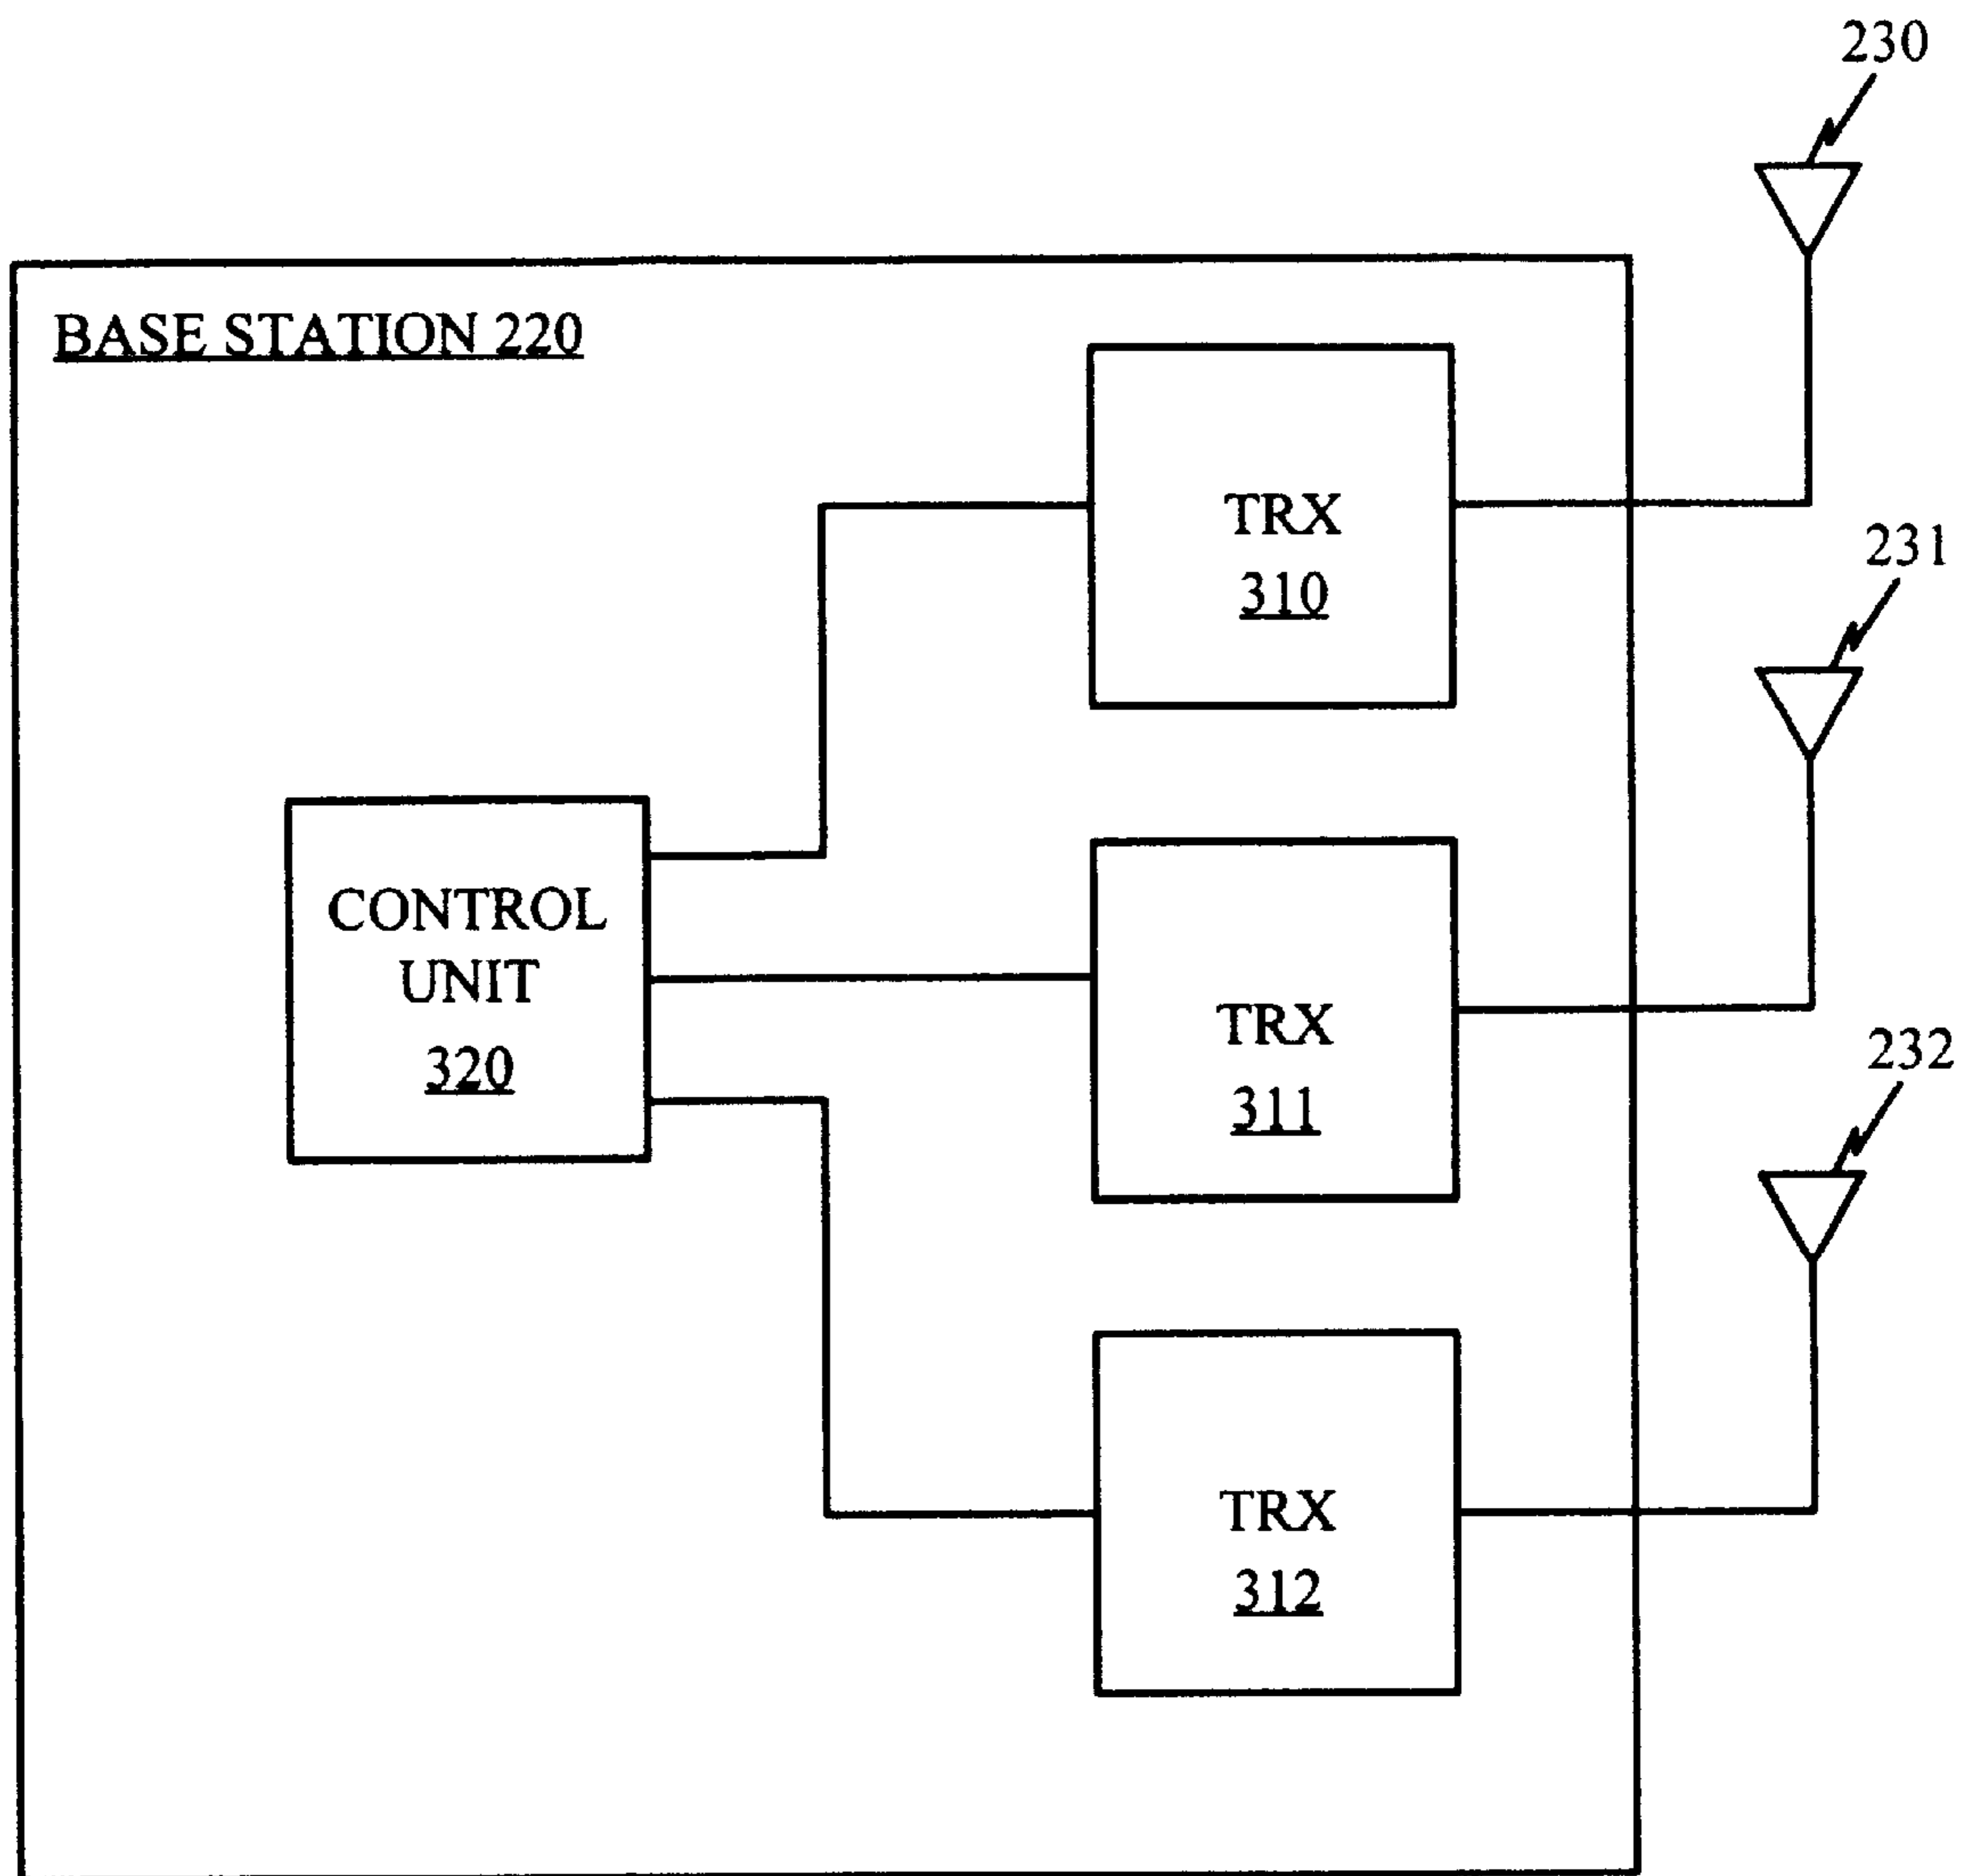 230
BASE STATION 220
TRX
310
231
CONTROL
UNIT
320
TRX
311
232
TRX
312